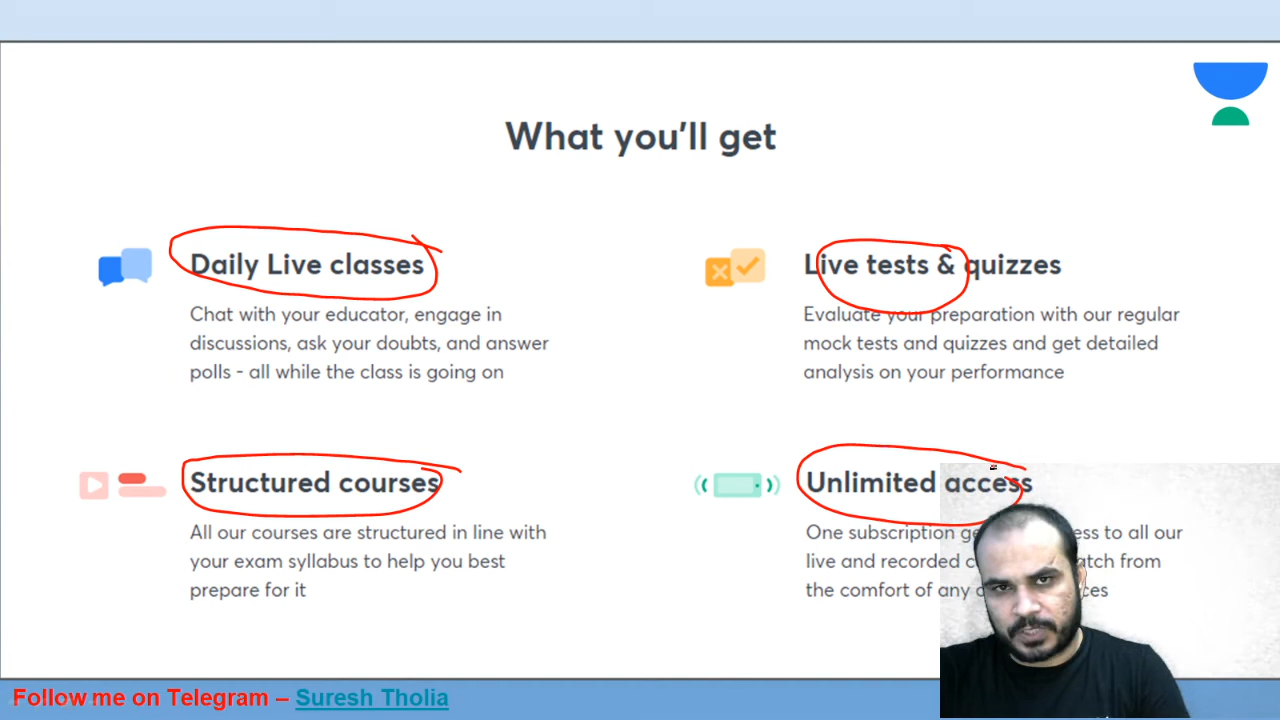 What you'll get
Daily Live classes
Chat with your educator, engage in
discussions, ask your doubts, and answer
polls - all while the class is going on
Live tests & quizzes
Evaluate your preparation with our regular
mock tests and quizzes and get detailed
analysis on your performance
Structured courses
All our courses are structured in line with
your exam syllabus to help you best
prepare for it
Unlimited access
One subscription to all our
live and recorded from
the comfort of any
Follow me on Telegram – Suresh Tholia